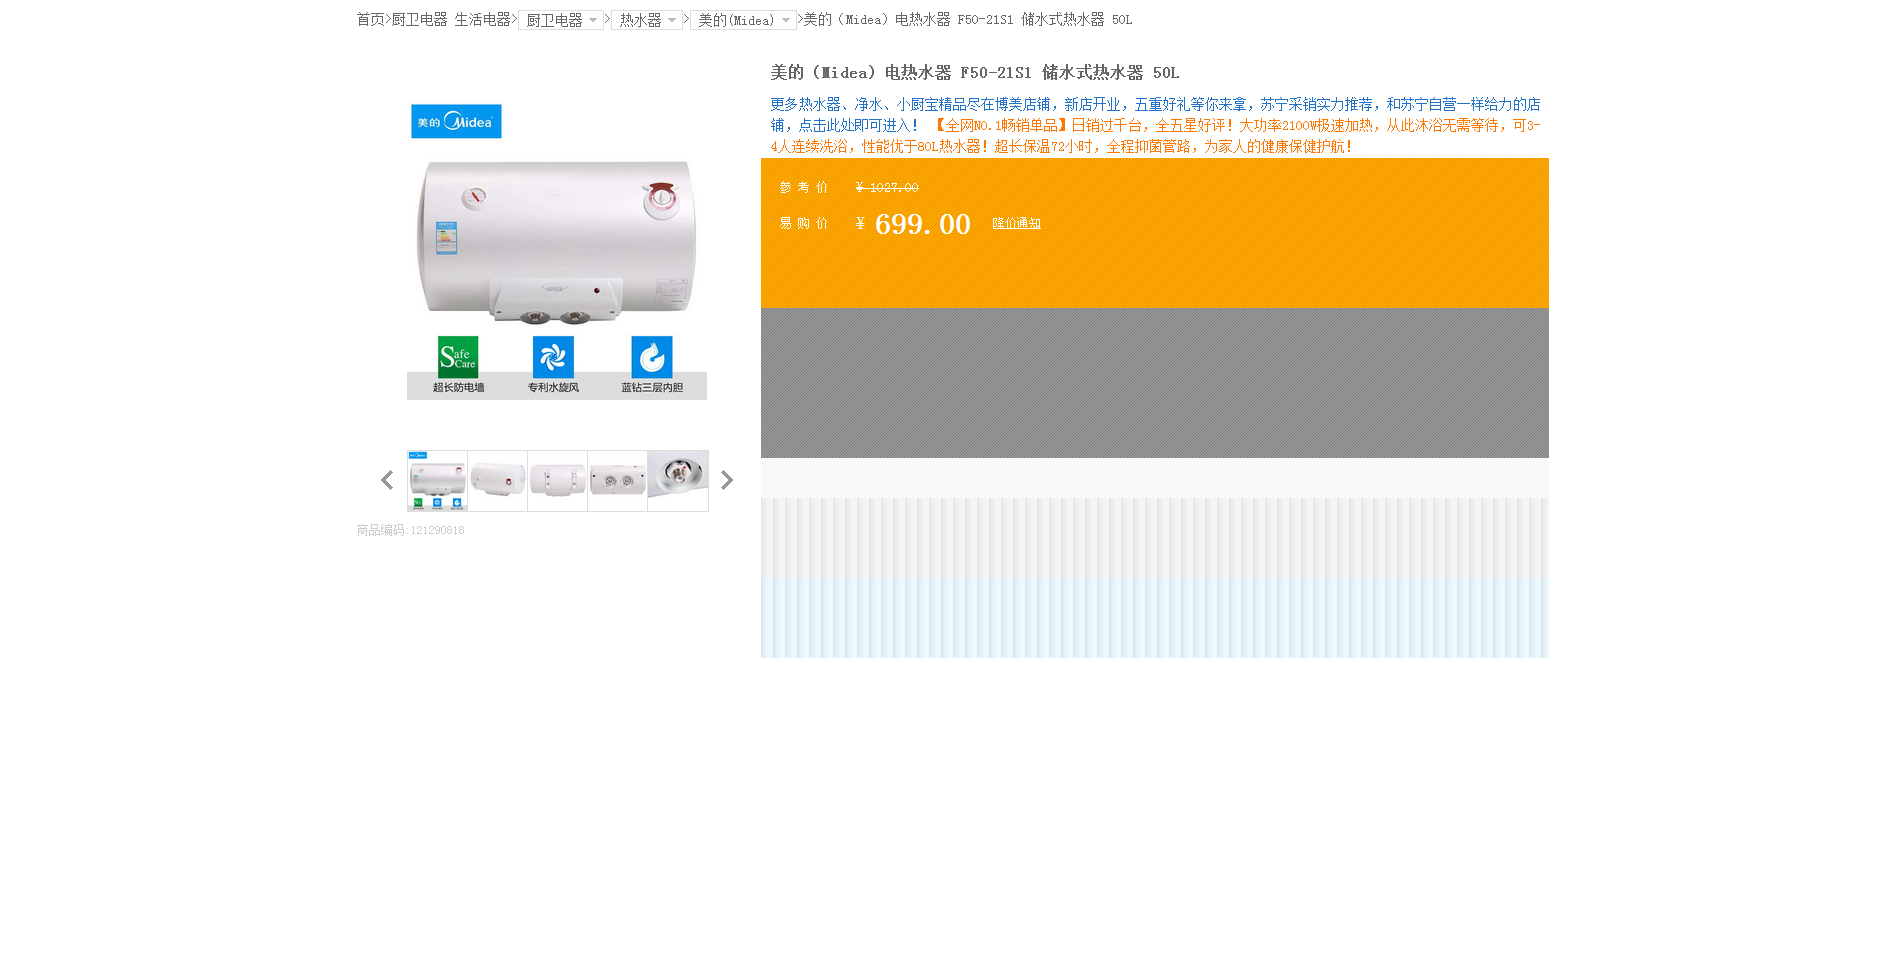 首页>厨卫电器 生活电器>厨卫电器>热水器>美的(Midea)>美的（Midea）电热水器 F50-21S1 储水式热水器 50L
美的（Midea）电热水器 F50-21S1 储水式热水器 50L
更多热水器、净水、小厨宝精品尽在博美店铺，新店开业，五重好礼等你来拿，苏宁采销实力推荐，和苏宁自营一样给力的店
铺，点击此处即可进入！ 【全网NO.1畅销单品】日销过千台，全五星好评！大功率2100W极速加热，从此沐浴无需等待，可3-
4人连续洗浴，性能优于80L热水器！超长保温72小时，全程抑菌管路，为家人的健康保健护航！
参 考 价 ¥ 1027.00
易 购 价 ¥ 699.00 降价通知
美的 Midea
Safe
Care
超长防电墙 专利水旋风 蓝钻三层内胆
商品编码:121290818